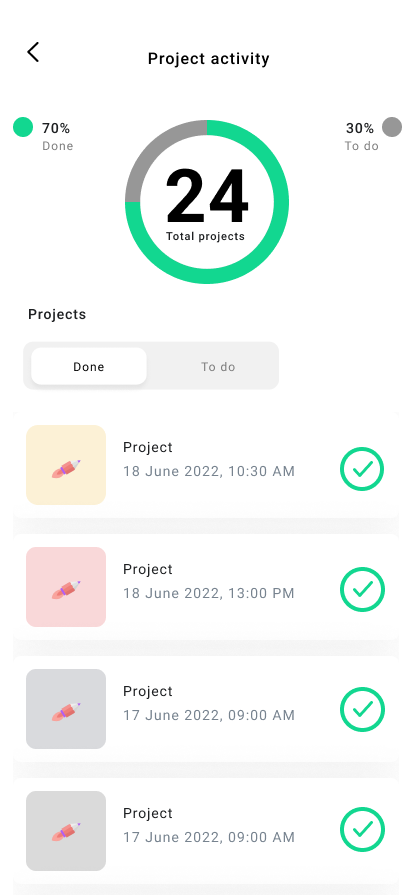 Project activity
70%
Done
30%
To do
24
Total projects
Projects
Done
To do
Project
18 June 2022, 10:30 AM
Project
18 June 2022, 13:00 PM
Project
17 June 2022, 09:00 AM
Project
17 June 2022, 09:00 AM